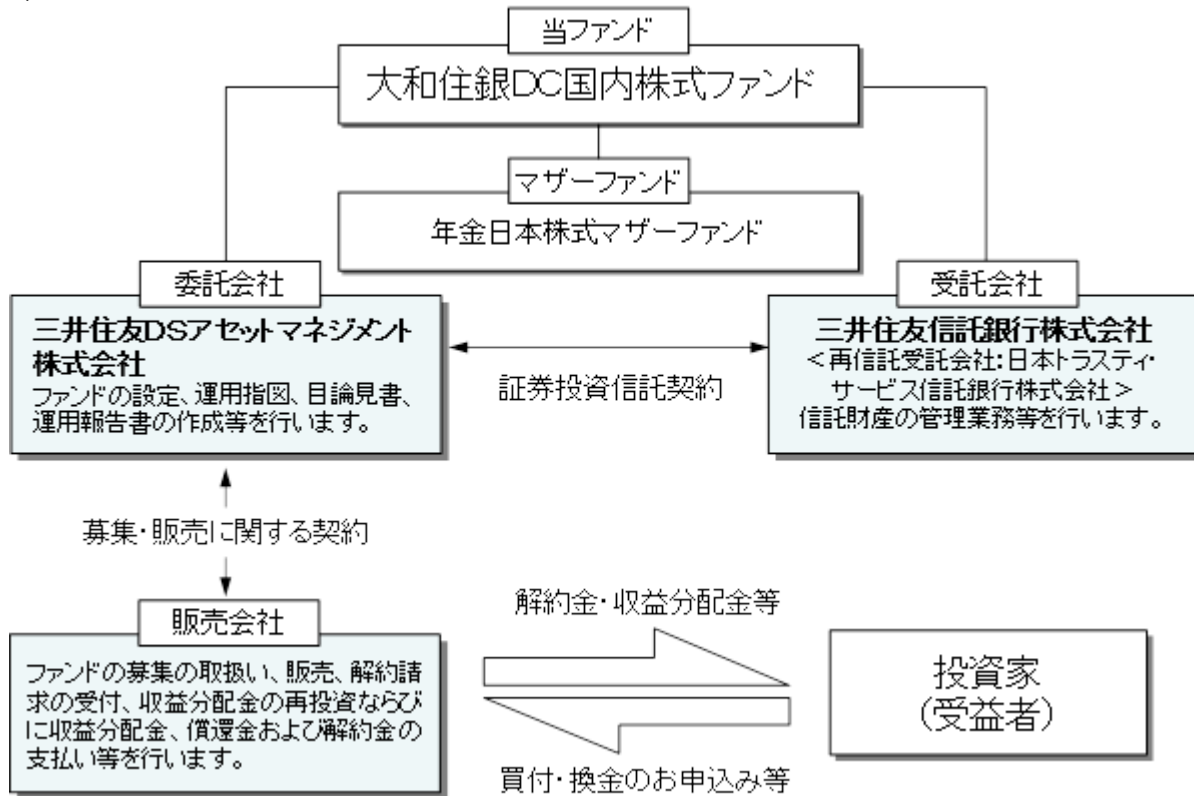 当ファンド
大和住銀DC国内株式ファンド
マザーファンド
年金日本株式マザーファンド
委託会社
三井住友DSアセットマネジメント
株式会社
ファンドの設定、運用指図、目論見書、
運用報告書の作成等を行います。
証券投資信託契約
受託会社
三井住友信託銀行株式会社
<再信託受託会社:日本トラスティ・
サービス信託銀行株式会社>
信託財産の管理業務等を行います。
募集・販売に関する契約
販売会社
ファンドの募集の取扱い、販売、解約請
求の受付、収益分配金の再投資ならび
に収益分配金、償還金および解約金の
支払い等を行います。
解約金・収益分配金等
買付・換金のお申込み等
投資家
(受益者)